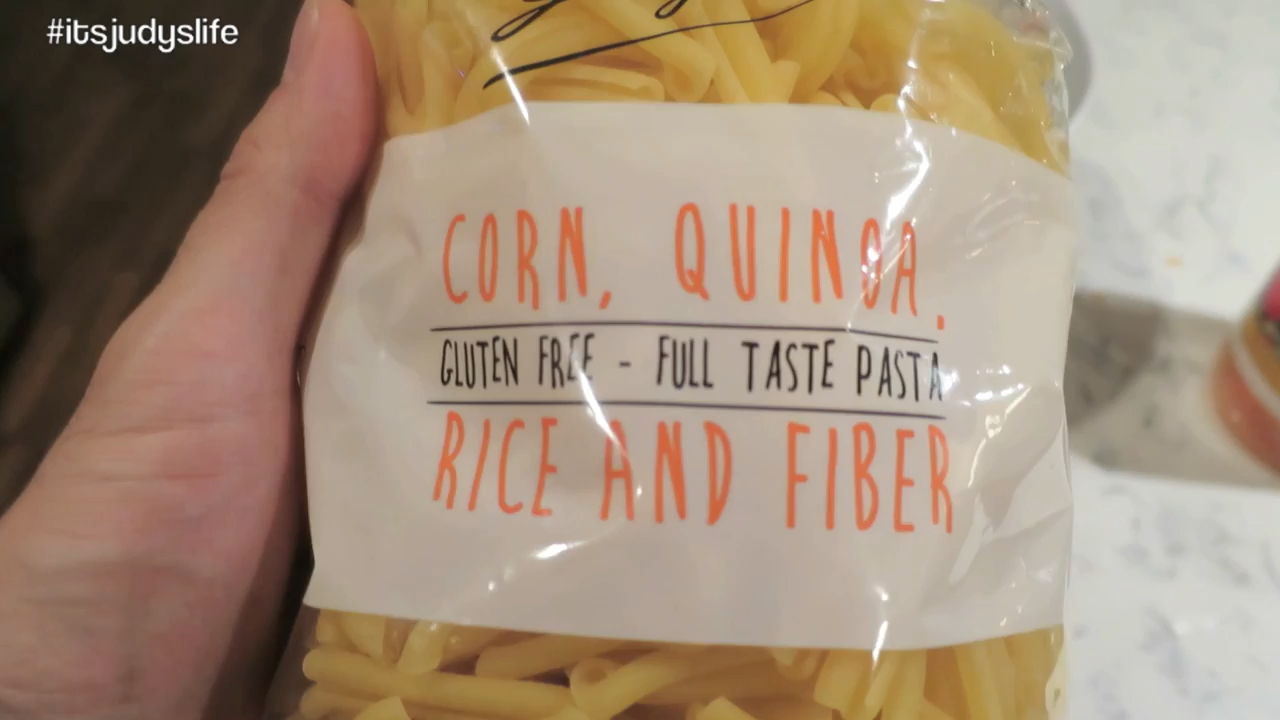 #itsjudyslife
CORN, QUINOA.
GLUTEN FREE - FULL TASTE PASTA
RICE AND FIBER